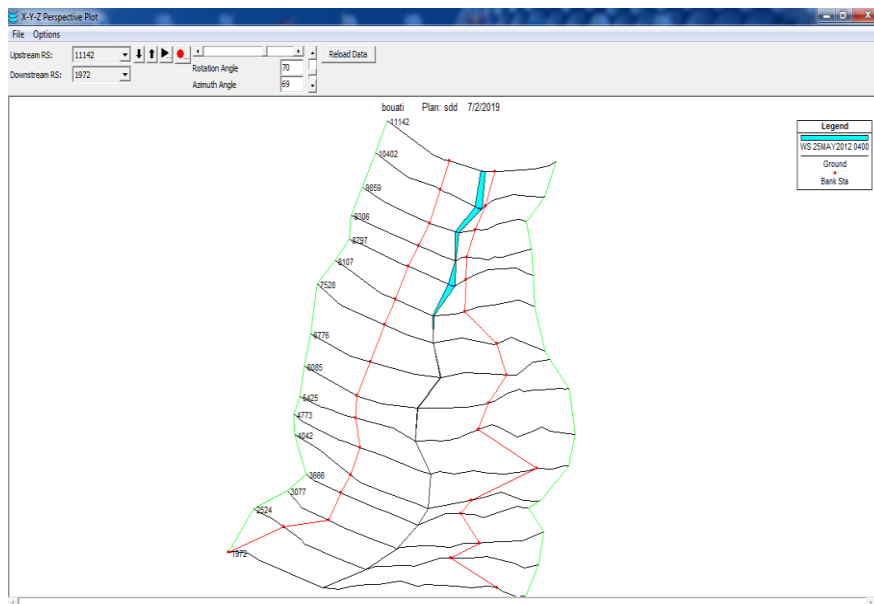 X-Y-Z Perspective Plot
File Options
Upstream RS: 11142
Downstream RS: 1972
Rotation Angle 70
Azimuth Angle 69
Reload Data
bouati Plan: sdd 7/2/2019
Legend
WS 25MAY2012 0400
Ground
Bank Sta
11142
10402
9859
9306
8797
8107
7528
6776
6085
5425
4773
4042
3666
3077
2524
1972